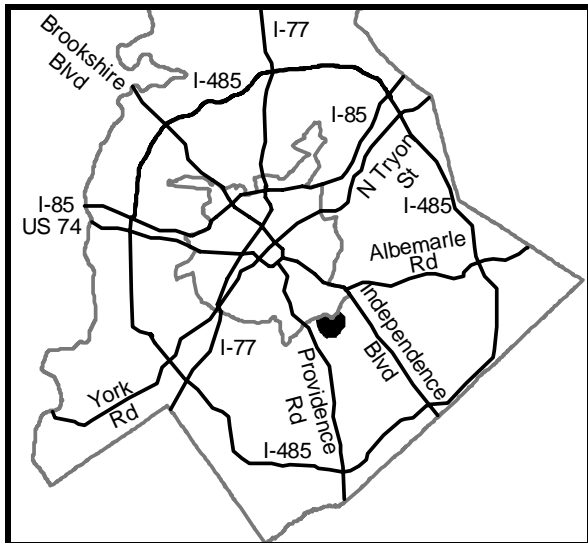 I-77
Brookshire
Blvd
I-485
I-85
N Tryon
St
I-85
US 74
I-485
Albemarle
Rd
Independence
Blvd
I-77
Providence
Rd
York
Rd
I-485